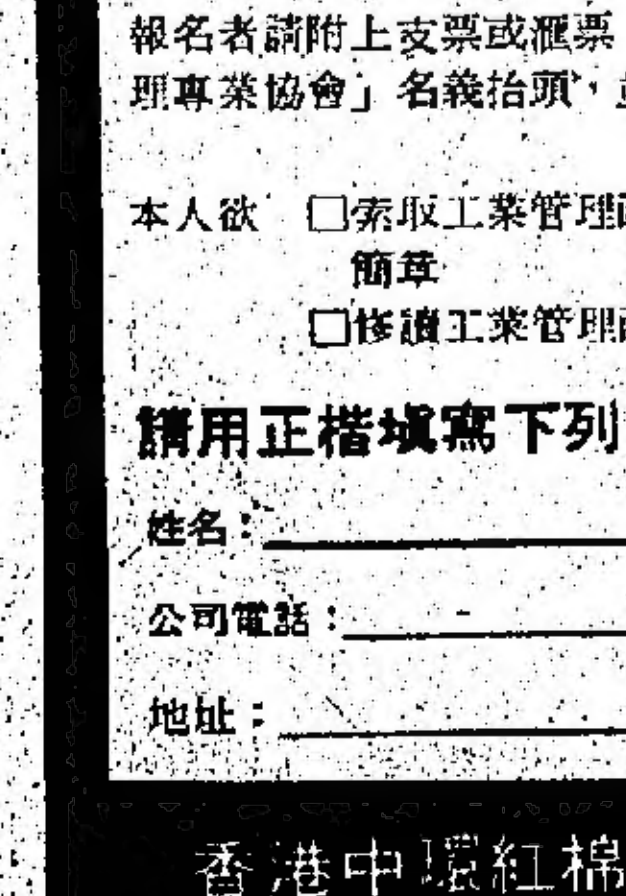 報名者請附上支票或滙票
理專業協會」名義抬頭,並
本人欲 □索取工業管理函
簡章
□修讀工業管理函
請用正楷填寫下列
姓名:
公司電話:
地址:
香港中環紅棉